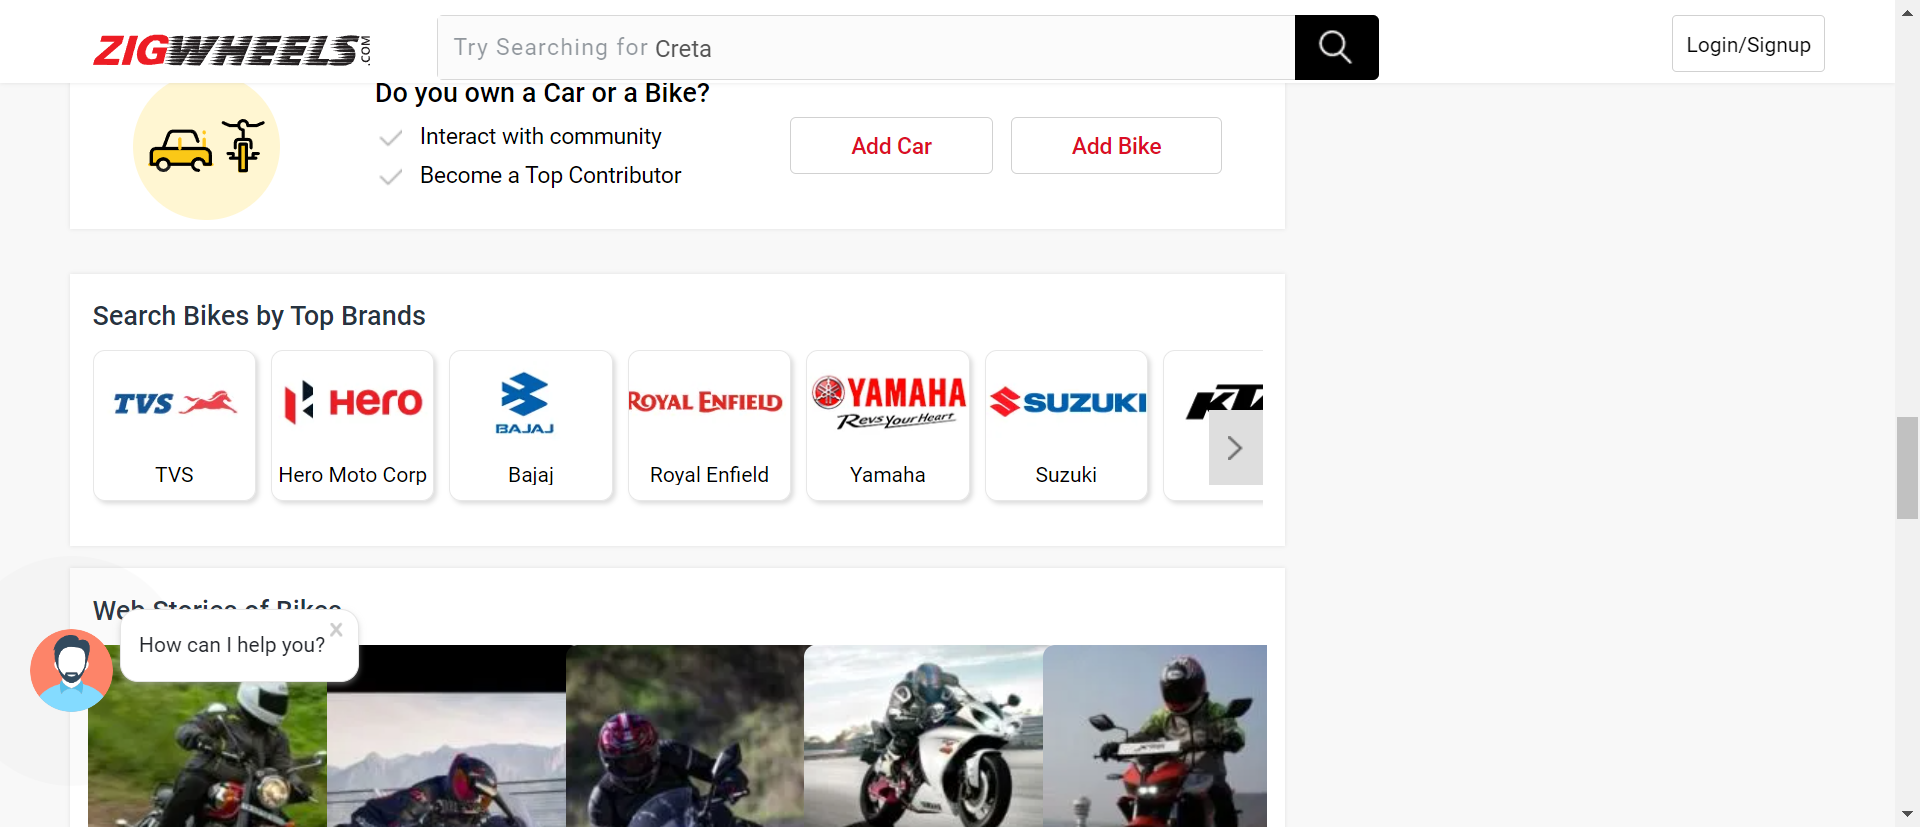 ZIGWHEELS.COM
Try Searching for Creta
Login/Signup
Do you own a Car or a Bike?
Interact with community
Become a Top Contributor
Add Car
Add Bike
Search Bikes by Top Brands
TVS
HERO
BAJAJ
ROYAL ENFIELD
YAMAHA
Revs Your Heart
SUZUKI
TVS
Hero Moto Corp
Bajaj
Royal Enfield
Yamaha
Suzuki
Web Stories of Bikes
How can I help you?
YAMAHA